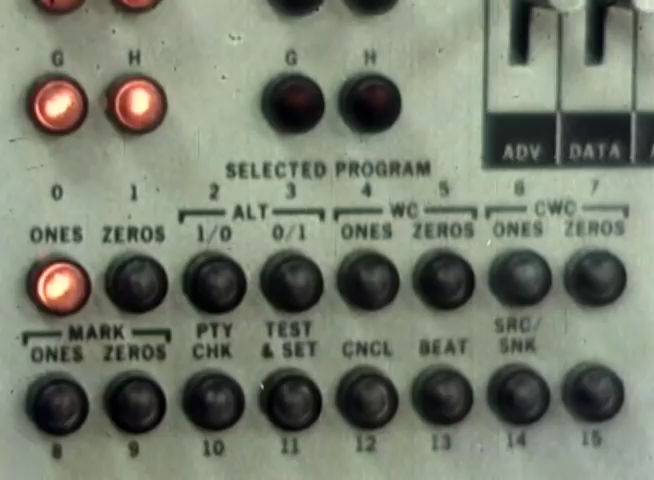 G H G H
ADV DATA
SELECTED PROGRAM
0 1 2 3 4 5 6 7
ALT WC CWC
ONES ZEROS 1/0 0/1 ONES ZEROS ONES ZEROS
MARK PTY TEST SRC/
ONES ZEROS CHK & SET CNCL BEAT SNK
8 9 10 11 12 13 14 15